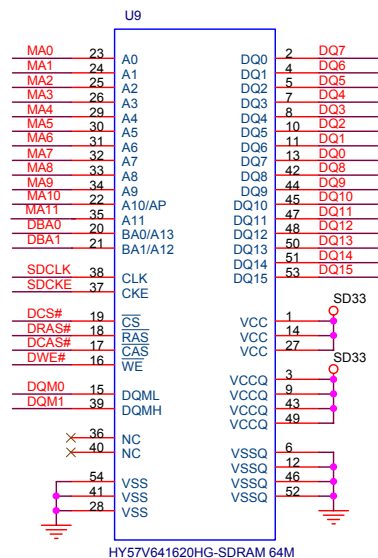 U9
MA0 23 A0 DQ0 2 DQ7
MA1 24 A1 DQ1 4 DQ6
MA2 25 A2 DQ2 5 DQ5
MA3 26 A3 DQ3 7 DQ4
MA4 29 A4 DQ4 8 DQ3
MA5 30 A5 DQ5 10 DQ2
MA6 31 A6 DQ6 11 DQ1
MA7 32 A7 DQ7 13 DQ0
MA8 33 A8 DQ8 42 DQ8
MA9 34 A9 DQ9 44 DQ9
MA10 22 A10/AP DQ10 45 DQ10
MA11 35 A11 DQ11 47 DQ11
DBA0 20 BA0/A13 DQ12 48 DQ12
DBA1 21 BA1/A12 DQ13 50 DQ13
DQ14 51 DQ14
SDCLK 38 CLK DQ15 53 DQ15
SDCKE 37 CKE
SD33
DCS# 19 CS VCC 1
DRAS# 18 RAS VCC 14
DCAS# 17 CAS VCC 27
DWE# 16 WE
SD33
VCCQ 3
DQM0 15 DQML VCCQ 9
DQM1 39 DQMH VCCQ 43
VCCQ 49
36 NC
40 NC VSSQ 6
VSSQ 12
54 VSS VSSQ 46
41 VSS VSSQ 52
28 VSS
HY57V641620HG-SDRAM 64M